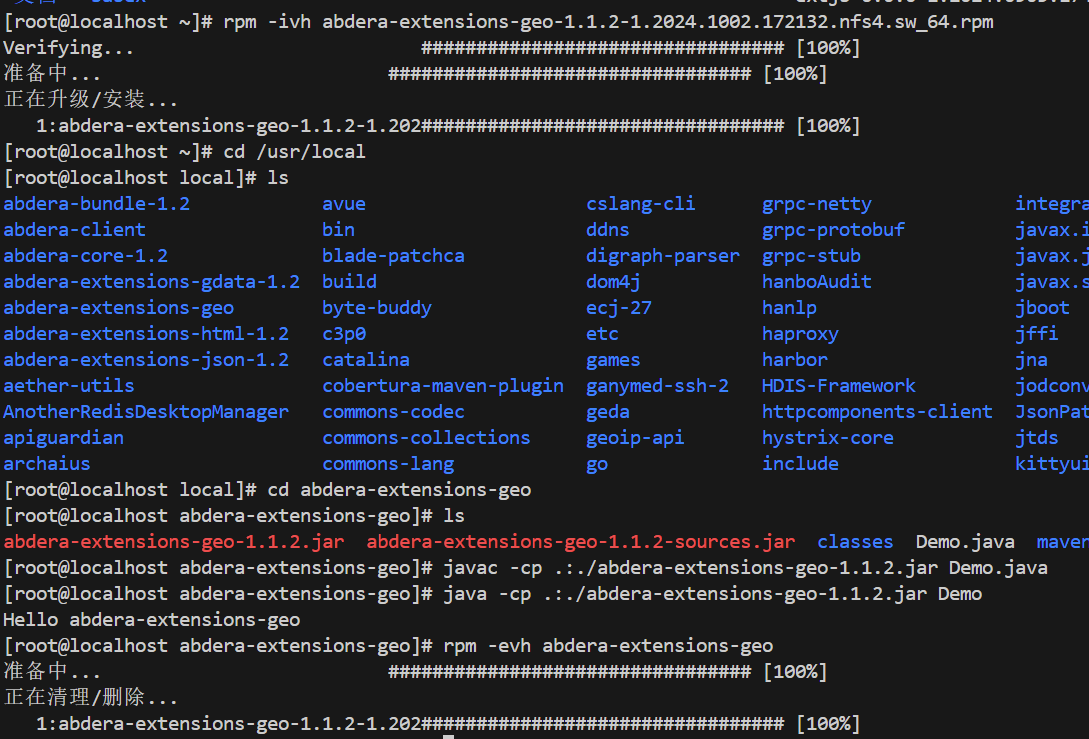 [root@localhost ~]# rpm -ivh abdera-extensions-geo-1.1.2-1.2024.1002.172132.nfs4.sw_64.rpm
Verifying... ################################# [100%]
准备中... ################################# [100%]
正在升级/安装...
1:abdera-extensions-geo-1.1.2-1.202################################# [100%]
[root@localhost ~]# cd /usr/local
[root@localhost local]# ls
abdera-bundle-1.2 avue cslang-cli grpc-netty integra
abdera-client bin ddns grpc-protobuf javax.i
abdera-core-1.2 blade-patchca digraph-parser grpc-stub javax.j
abdera-extensions-gdata-1.2 build dom4j hanboAudit javax.s
abdera-extensions-geo byte-buddy ecj-27 hanlp jboot
abdera-extensions-html-1.2 c3p0 etc haproxy jffi
abdera-extensions-json-1.2 catalina games harbor jna
aether-utils cobertura-maven-plugin ganymed-ssh-2 HDIS-Framework jodconv
AnotherRedisDesktopManager commons-codec geda httpcomponents-client JsonPat
apiguardian commons-collections geoip-api hystrix-core jtds
archaius commons-lang go include kittyui
[root@localhost local]# cd abdera-extensions-geo
[root@localhost abdera-extensions-geo]# ls
abdera-extensions-geo-1.1.2.jar abdera-extensions-geo-1.1.2-sources.jar classes Demo.java maven
[root@localhost abdera-extensions-geo]# javac -cp .:./abdera-extensions-geo-1.1.2.jar Demo.java
[root@localhost abdera-extensions-geo]# java -cp .:./abdera-extensions-geo-1.1.2.jar Demo
Hello abdera-extensions-geo
[root@localhost abdera-extensions-geo]# rpm -evh abdera-extensions-geo
准备中... ################################# [100%]
正在清理/删除...
1:abdera-extensions-geo-1.1.2-1.202################################# [100%]